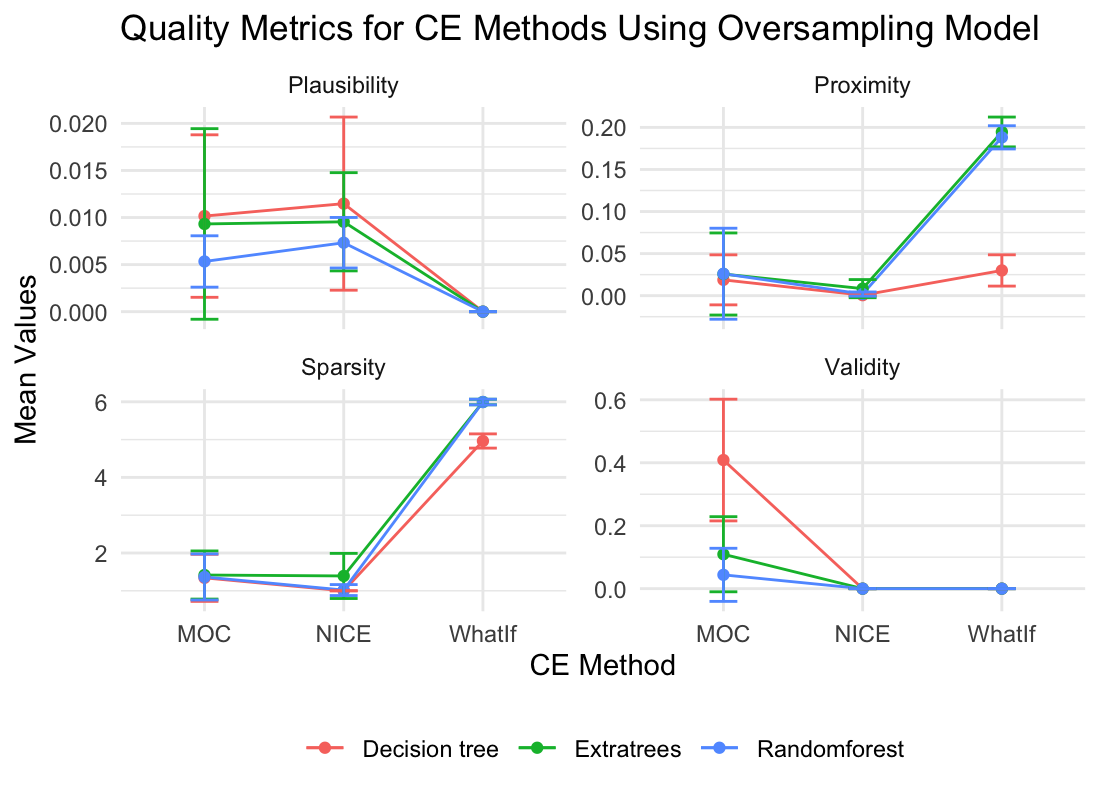 Quality Metrics for CE Methods Using Oversampling Model
Plausibility
Proximity
0.020
0.015
0.010
0.005
0.000
0.20
0.15
0.10
0.05
0.00
Mean Values
Sparsity
Validity
6
4
2
0.6
0.4
0.2
0.0
MOC NICE WhatIf
MOC NICE WhatIf
CE Method
Decision tree Extratrees Randomforest